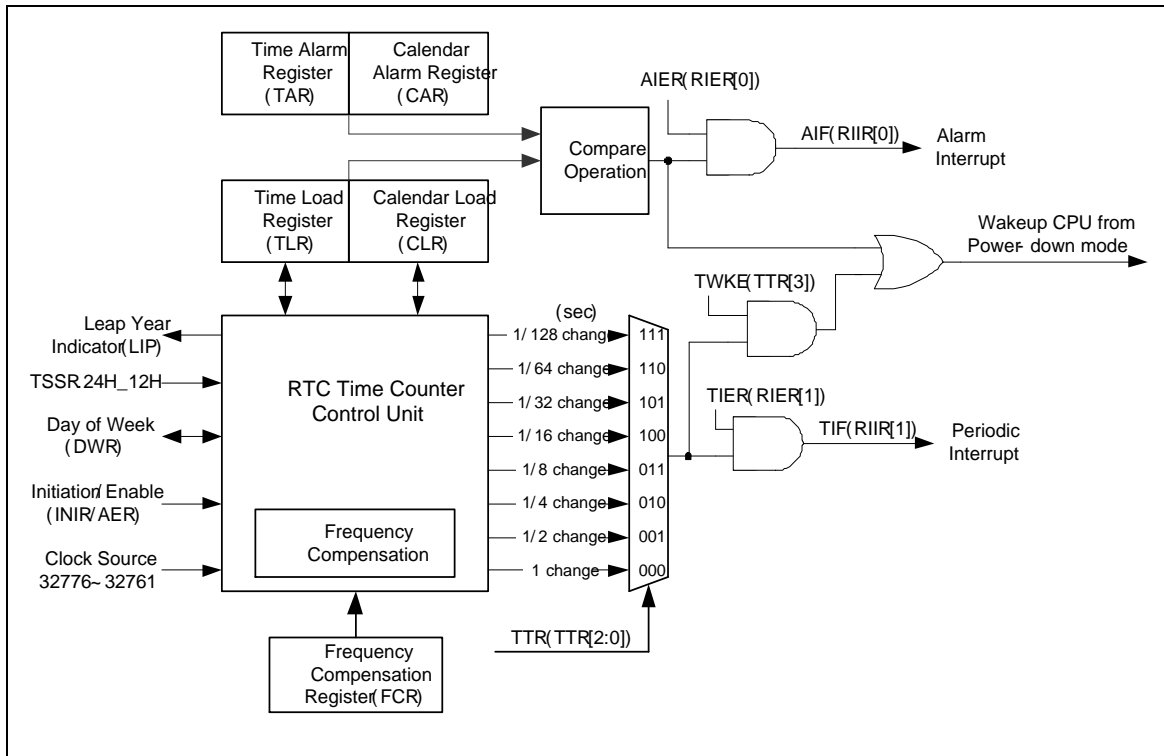 Time Alarm
Register
(TAR)
Calendar
Alarm Register
(CAR)
AIER(RIER[0])
Compare
Operation
AIF(RIIR[0])
Alarm
Interrupt
Time Load
Register
(TLR)
Calendar Load
Register
(CLR)
Wakeup CPU from
Power- down mode
TWKE(TTR[3])
(sec)
Leap Year
Indicator(LIP)
TSSR.24H_12H
Day of Week
(DWR)
Initiation/Enable
(INIR/AER)
Clock Source
32776~32761
RTC Time Counter
Control Unit
Frequency
Compensation
1/128 change
1/64 change
1/32 change
1/16 change
1/8 change
1/4 change
1/2 change
1 change
111
110
101
100
011
010
001
000
TIER(RIER[1])
TIF(RIIR[1])
Periodic
Interrupt
TTR(TTR[2:0])
Frequency
Compensation
Register(FCR)